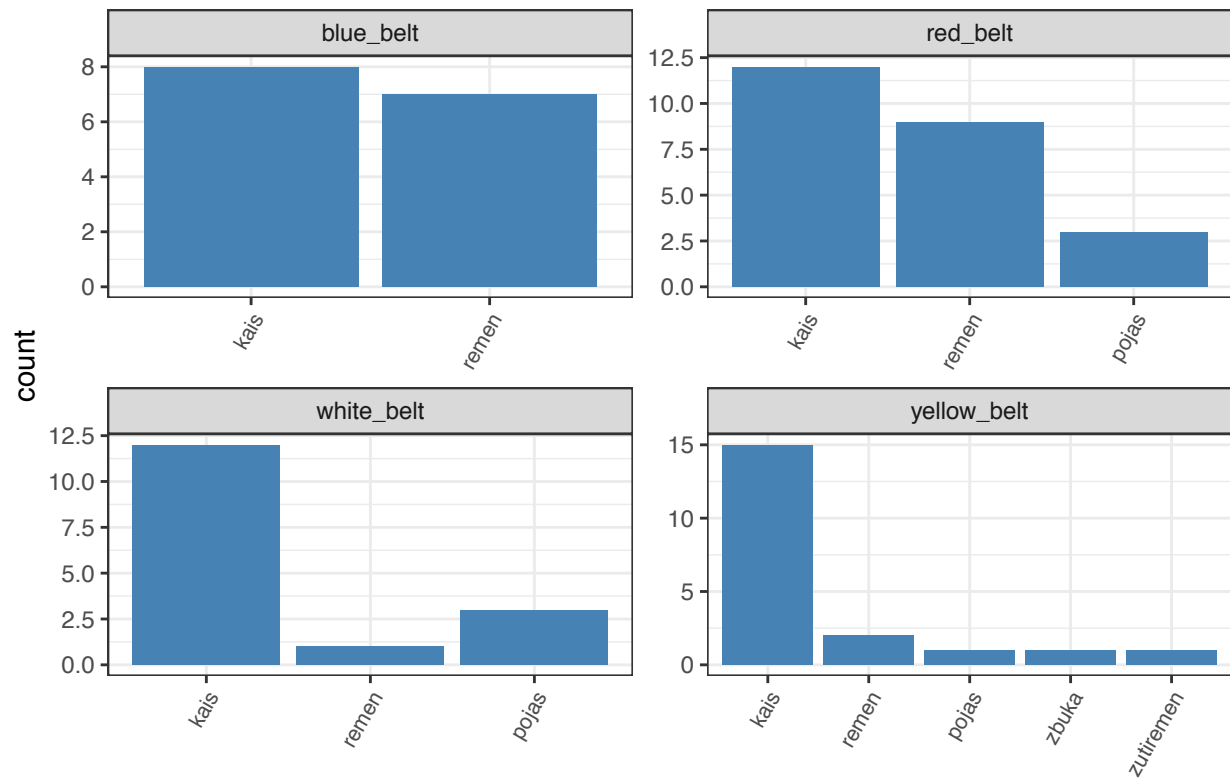 blue_belt
8
6
4
2
0
kais
remen
red_belt
12.5
10.0
7.5
5.0
2.5
0.0
kais
remen
pojas
count
white_belt
12.5
10.0
7.5
5.0
2.5
0.0
kais
remen
pojas
yellow_belt
15
10
5
0
kais
remen
pojas
zbuka
zutiremen